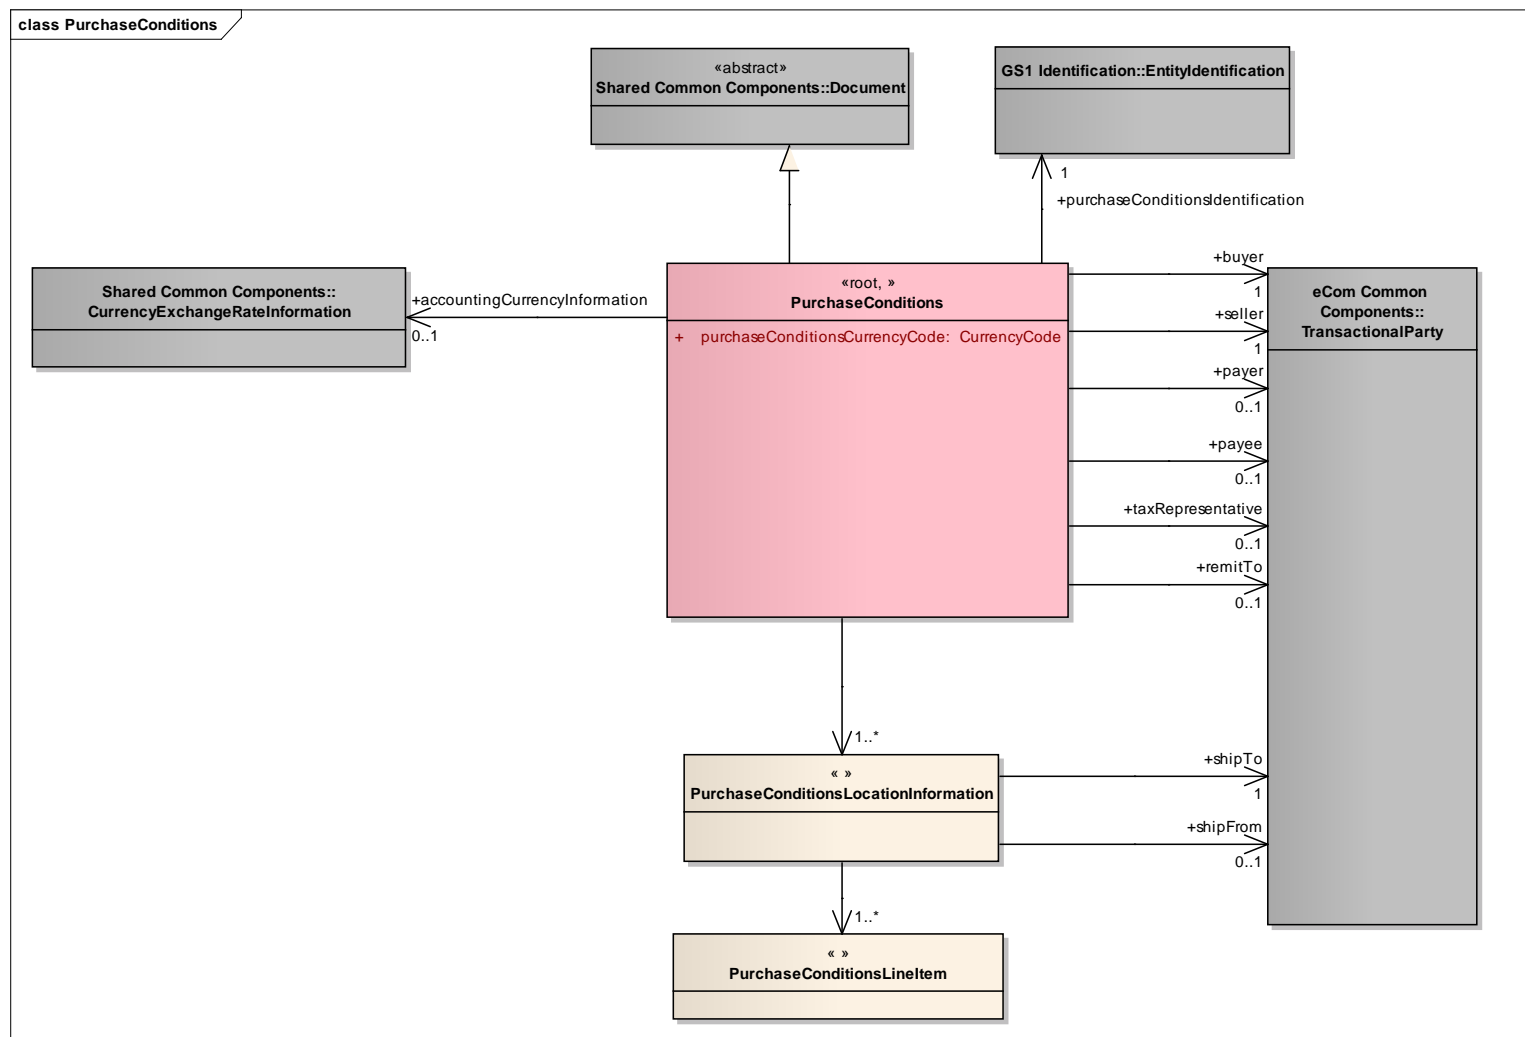 class PurchaseConditions
«abstract»
Shared Common Components::Document
GS1 Identification::EntityIdentification
1
+purchaseConditionsIdentification
Shared Common Components::
CurrencyExchangeRateInformation
+accountingCurrencyInformation
0..1
«root, »
PurchaseConditions
+ purchaseConditionsCurrencyCode: CurrencyCode
+buyer
1
+seller
1
+payer
0..1
+payee
0..1
+taxRepresentative
0..1
+remitTo
0..1
eCom Common
Components::
TransactionalParty
1..*
« »
PurchaseConditionsLocationInformation
+shipTo
1
+shipFrom
0..1
1..*
« »
PurchaseConditionsLineItem